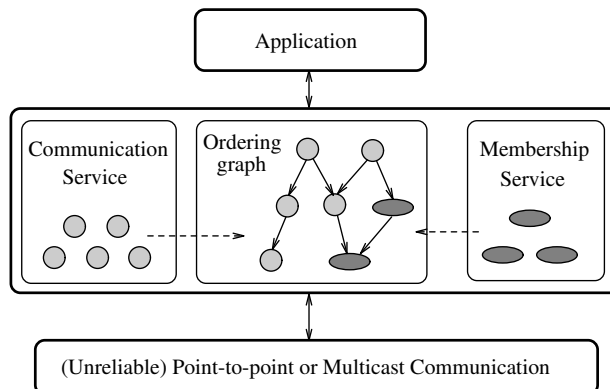 Application
Communication
Service
Ordering
graph
Membership
Service
(Unreliable) Point-to-point or Multicast Communication